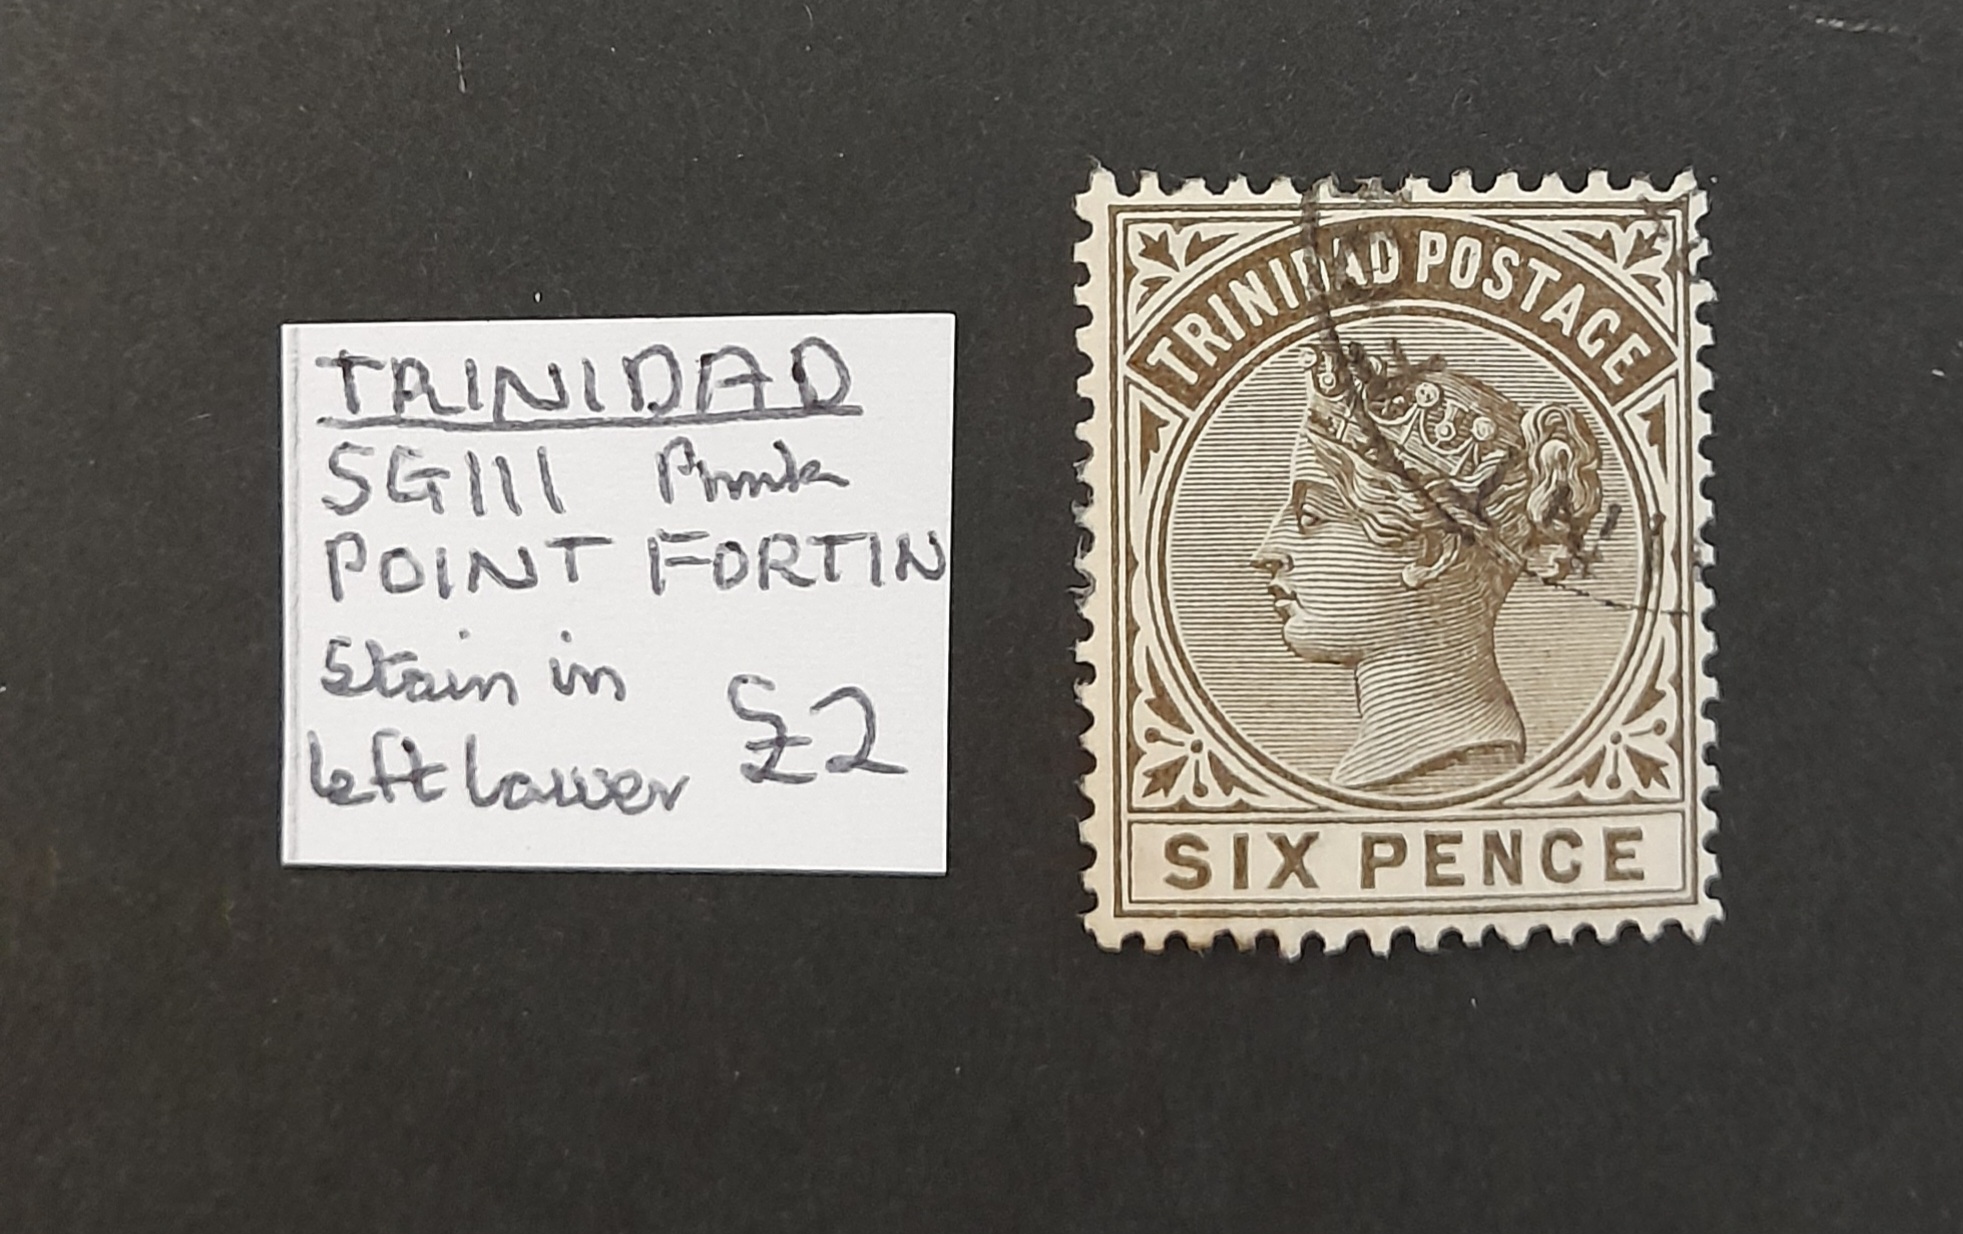 TRINIDAD
SG111 Pmk
POINT FORTIN
Stain in
left lower £2
TRINIDAD POSTAGE
SIX PENCE